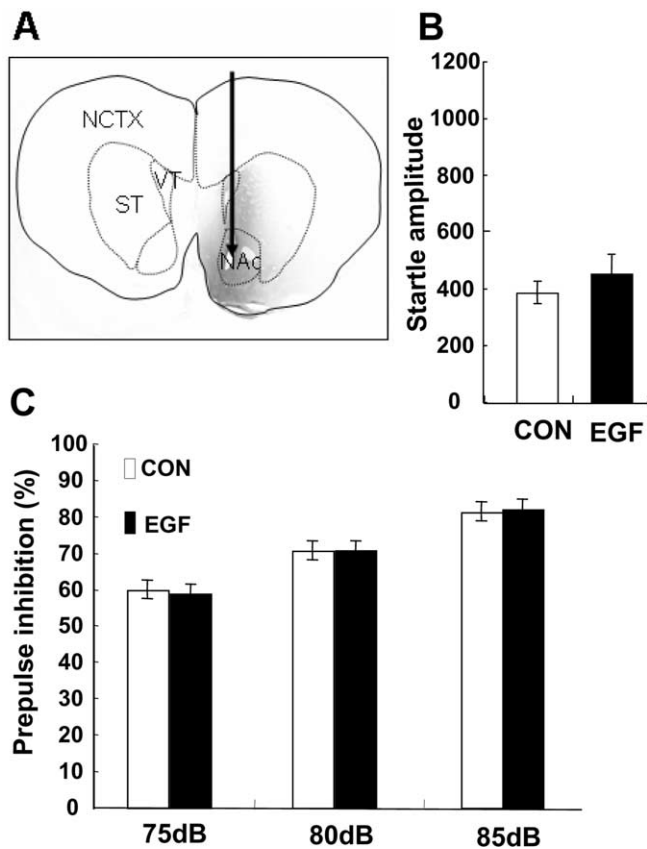 A
NCTX
VT
ST
NAc
B
1200
1000
800
600
400
200
0
Startle amplitude
CON
EGF
C
100
90
80
70
60
50
40
30
20
10
0
Prepulse inhibition (%)
CON
EGF
75dB
80dB
85dB